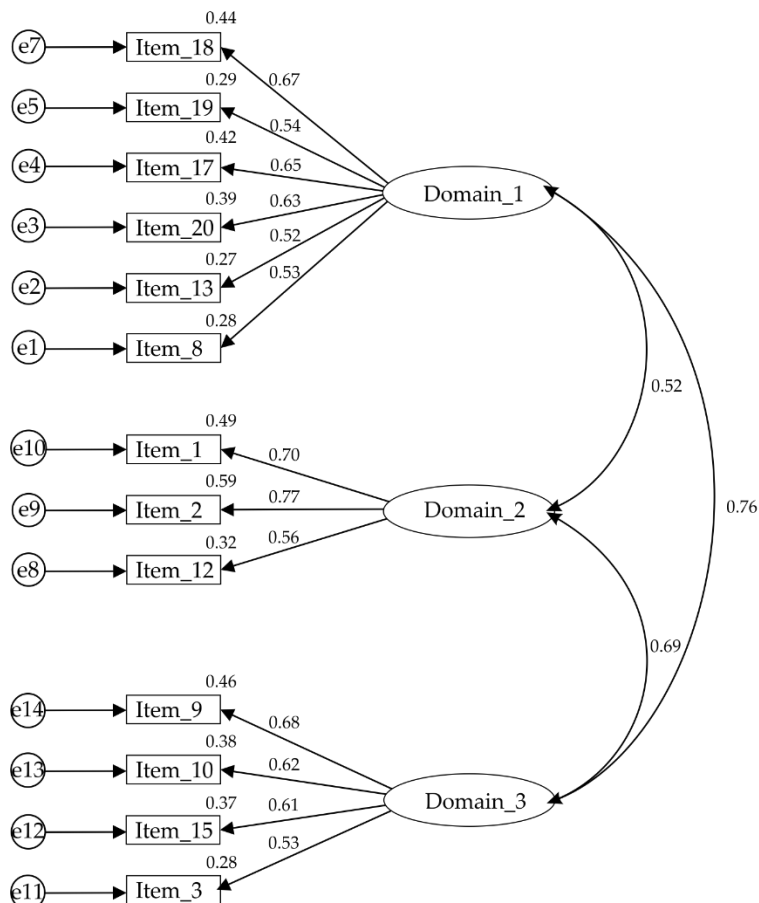 0.44
e7 Item_18
0.67
0.29
e5 Item_19
0.54
0.42
e4 Item_17
0.65
Domain_1
0.39
e3 Item_20
0.63
0.52
0.27
e2 Item_13
0.53
0.28
e1 Item_8
0.52
0.49
e10 Item_1
0.70
0.59
e9 Item_2
0.77
Domain_2
0.76
0.56
0.32
e8 Item_12
0.69
0.46
e14 Item_9
0.68
0.38
e13 Item_10
0.62
Domain_3
0.37
e12 Item_15
0.61
0.53
0.28
e11 Item_3